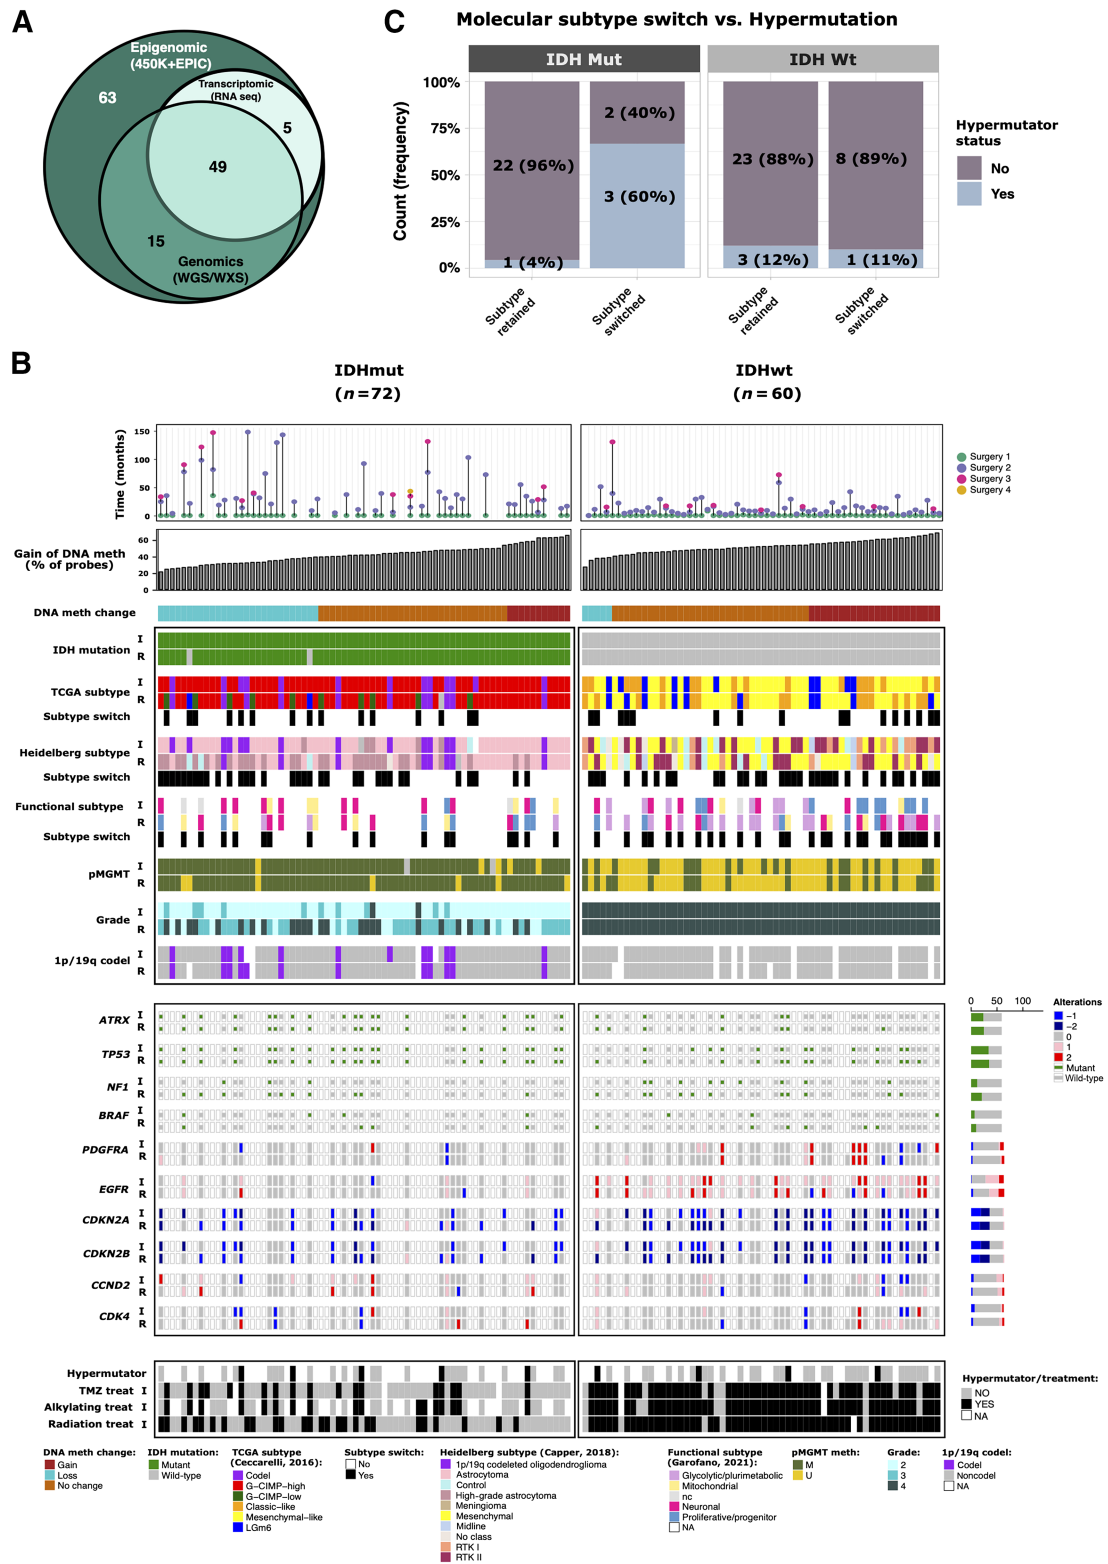 A
Epigenomic
(450K+EPIC)
63
Transcriptomic
(RNA seq)
5
49
15
Genomics
(WGS/WXS)
C
Molecular subtype switch vs. Hypermutation
IDH Mut
IDH Wt
Count (frequency)
100%
75%
50%
25%
0%
22 (96%)
1 (4%)
2 (40%)
3 (60%)
23 (88%)
3 (12%)
8 (89%)
1 (11%)
Subtype
retained
Subtype
switched
Subtype
retained
Subtype
switched
Hypermutator
status
No
Yes
B
IDHmut
(n=72)
IDHwt
(n=60)
Time (months)
150
100
50
0
Surgery 1
Surgery 2
Surgery 3
Surgery 4
Gain of DNA meth
(% of probes)
60
40
20
0
DNA meth change
IDH mutation I
R
TCGA subtype I
R
Subtype switch
Heidelberg subtype I
R
Subtype switch
Functional subtype I
R
Subtype switch
pMGMT I
R
Grade I
R
1p/19q codel I
R
ATRX I
R
TP53 I
R
NF1 I
R
BRAF I
R
PDGFRA I
R
EGFR I
R
CDKN2A I
R
CDKN2B I
R
CCND2 I
R
CDK4 I
R
0 50 100
Alterations
−1
−2
0
1
2
Mutant
Wild-type
Hypermutator
TMZ treat I
Alkylating treat I
Radiation treat I
Hypermutator/treatment:
NO
YES
NA
DNA meth change:
Gain
Loss
No change
IDH mutation:
Mutant
Wild-type
TCGA subtype
(Ceccarelli, 2016):
Codel
G−CIMP−high
G−CIMP−low
Classic−like
Mesenchymal−like
LGm6
Subtype switch:
No
Yes
Heidelberg subtype (Capper, 2018):
1p/19q codeleted oligodendroglioma
Astrocytoma
Control
High-grade astrocytoma
Meningioma
Mesenchymal
Midline
No class
RTK I
RTK II
Functional subtype
(Garofano, 2021):
Glycolytic/plurimetabolic
Mitochondrial
nc
Neuronal
Proliferative/progenitor
NA
pMGMT meth:
M
U
Grade:
2
3
4
1p/19q codel:
Codel
Noncodel
NA